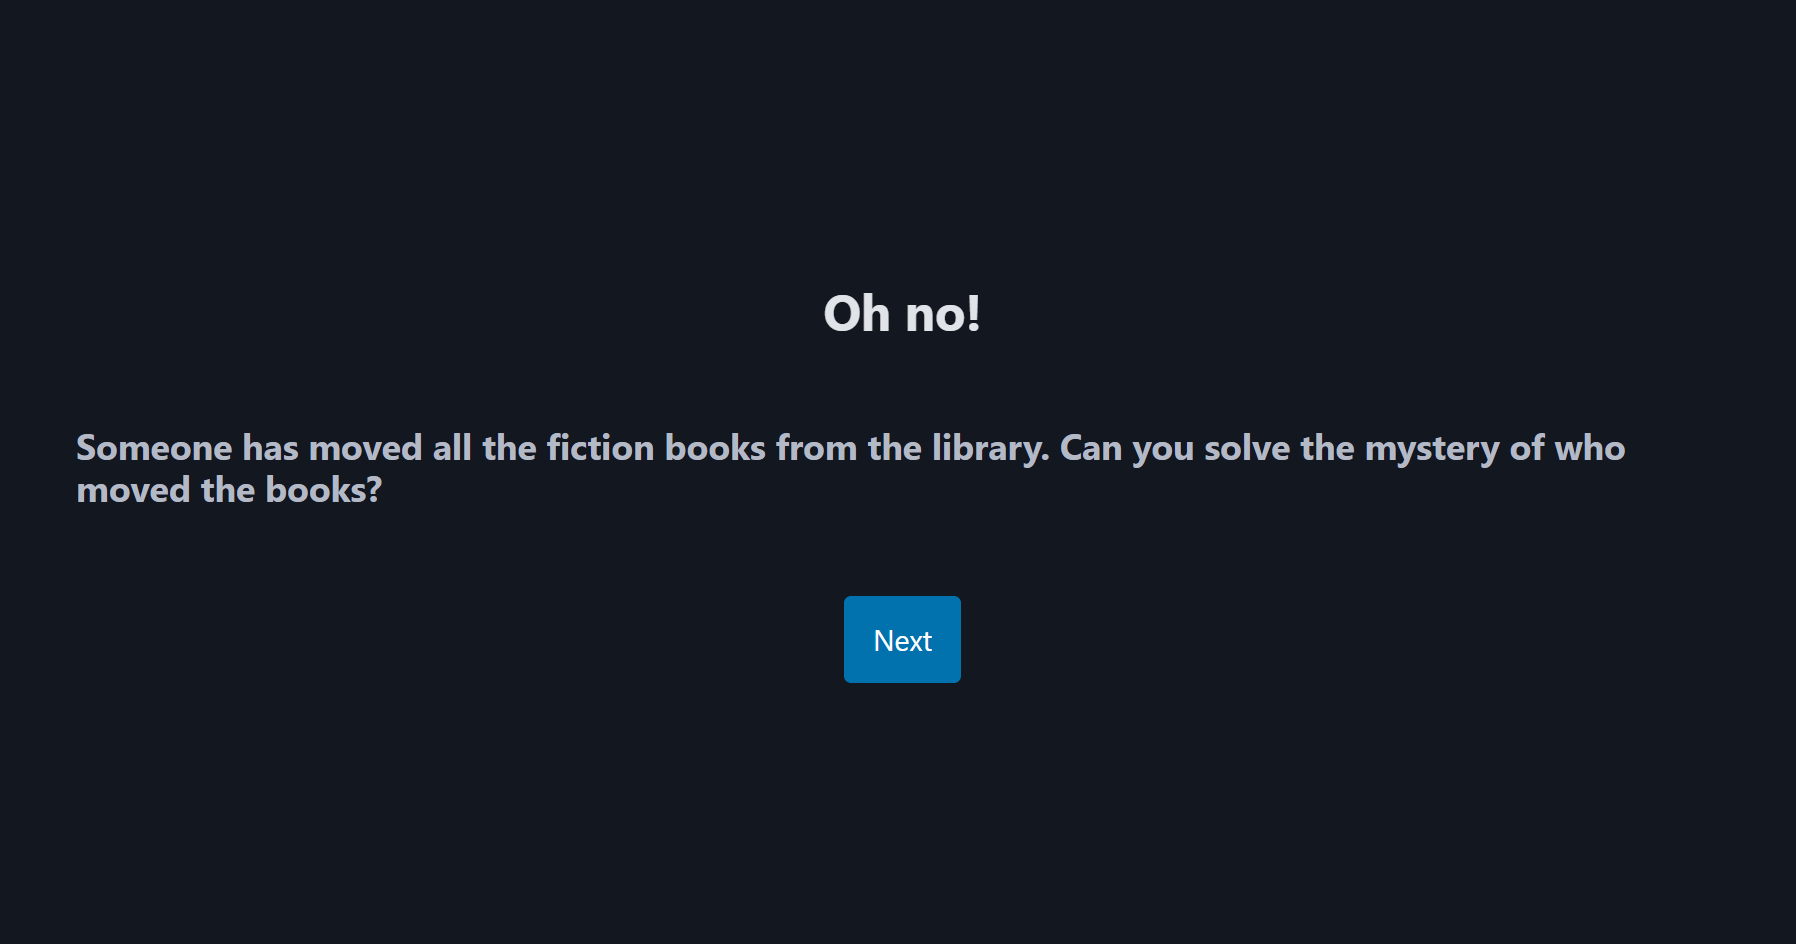 Oh no!
Someone has moved all the fiction books from the library. Can you solve the mystery of who
moved the books?
Next